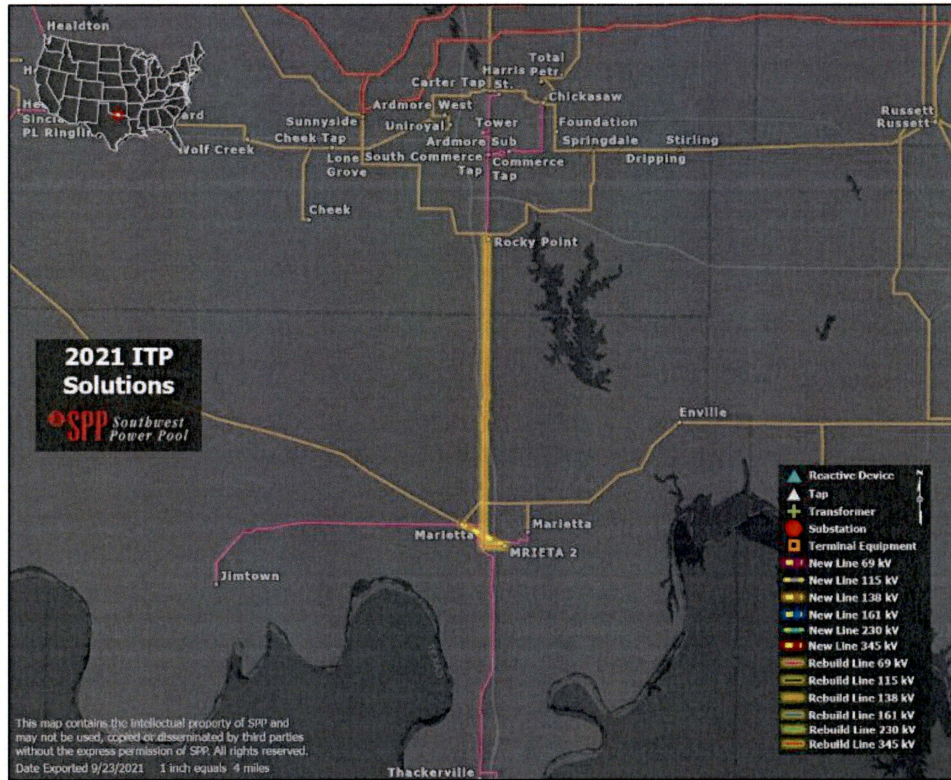 Healdton
Total
Harris Petr.
Carter Tap St.
Chickasaw
Ardmore West
Sunnyside
Uniroyal
Tower
Foundation
Russett
Russett
PL Ringlin
Cheek Tap
Ardmore Sub
Springdale
Stirling
Wolf Creek
Lone
Grove
South Commerce
Tap
Commerce
Tap
Dripping
Cheek
Rocky Point
2021 ITP
Solutions
SPP Southwest
Power Pool
Enville
Marietta
Marietta
MRIETA 2
Jimtown
Thackerville
N
Reactive Device
Tap
Transformer
Substation
Terminal Equipment
New Line 69 kV
New Line 115 kV
New Line 138 kV
New Line 161 kV
New Line 230 kV
New Line 345 kV
Rebuild Line 69 kV
Rebuild Line 115 kV
Rebuild Line 138 kV
Rebuild Line 161 kV
Rebuild Line 230 kV
Rebuild Line 345 kV
This map contains the intellectual property of SPP and
may not be used, copied or disseminated by third parties
without the express permission of SPP. All rights reserved.
Date Exported 9/23/2021 1 inch equals 4 miles